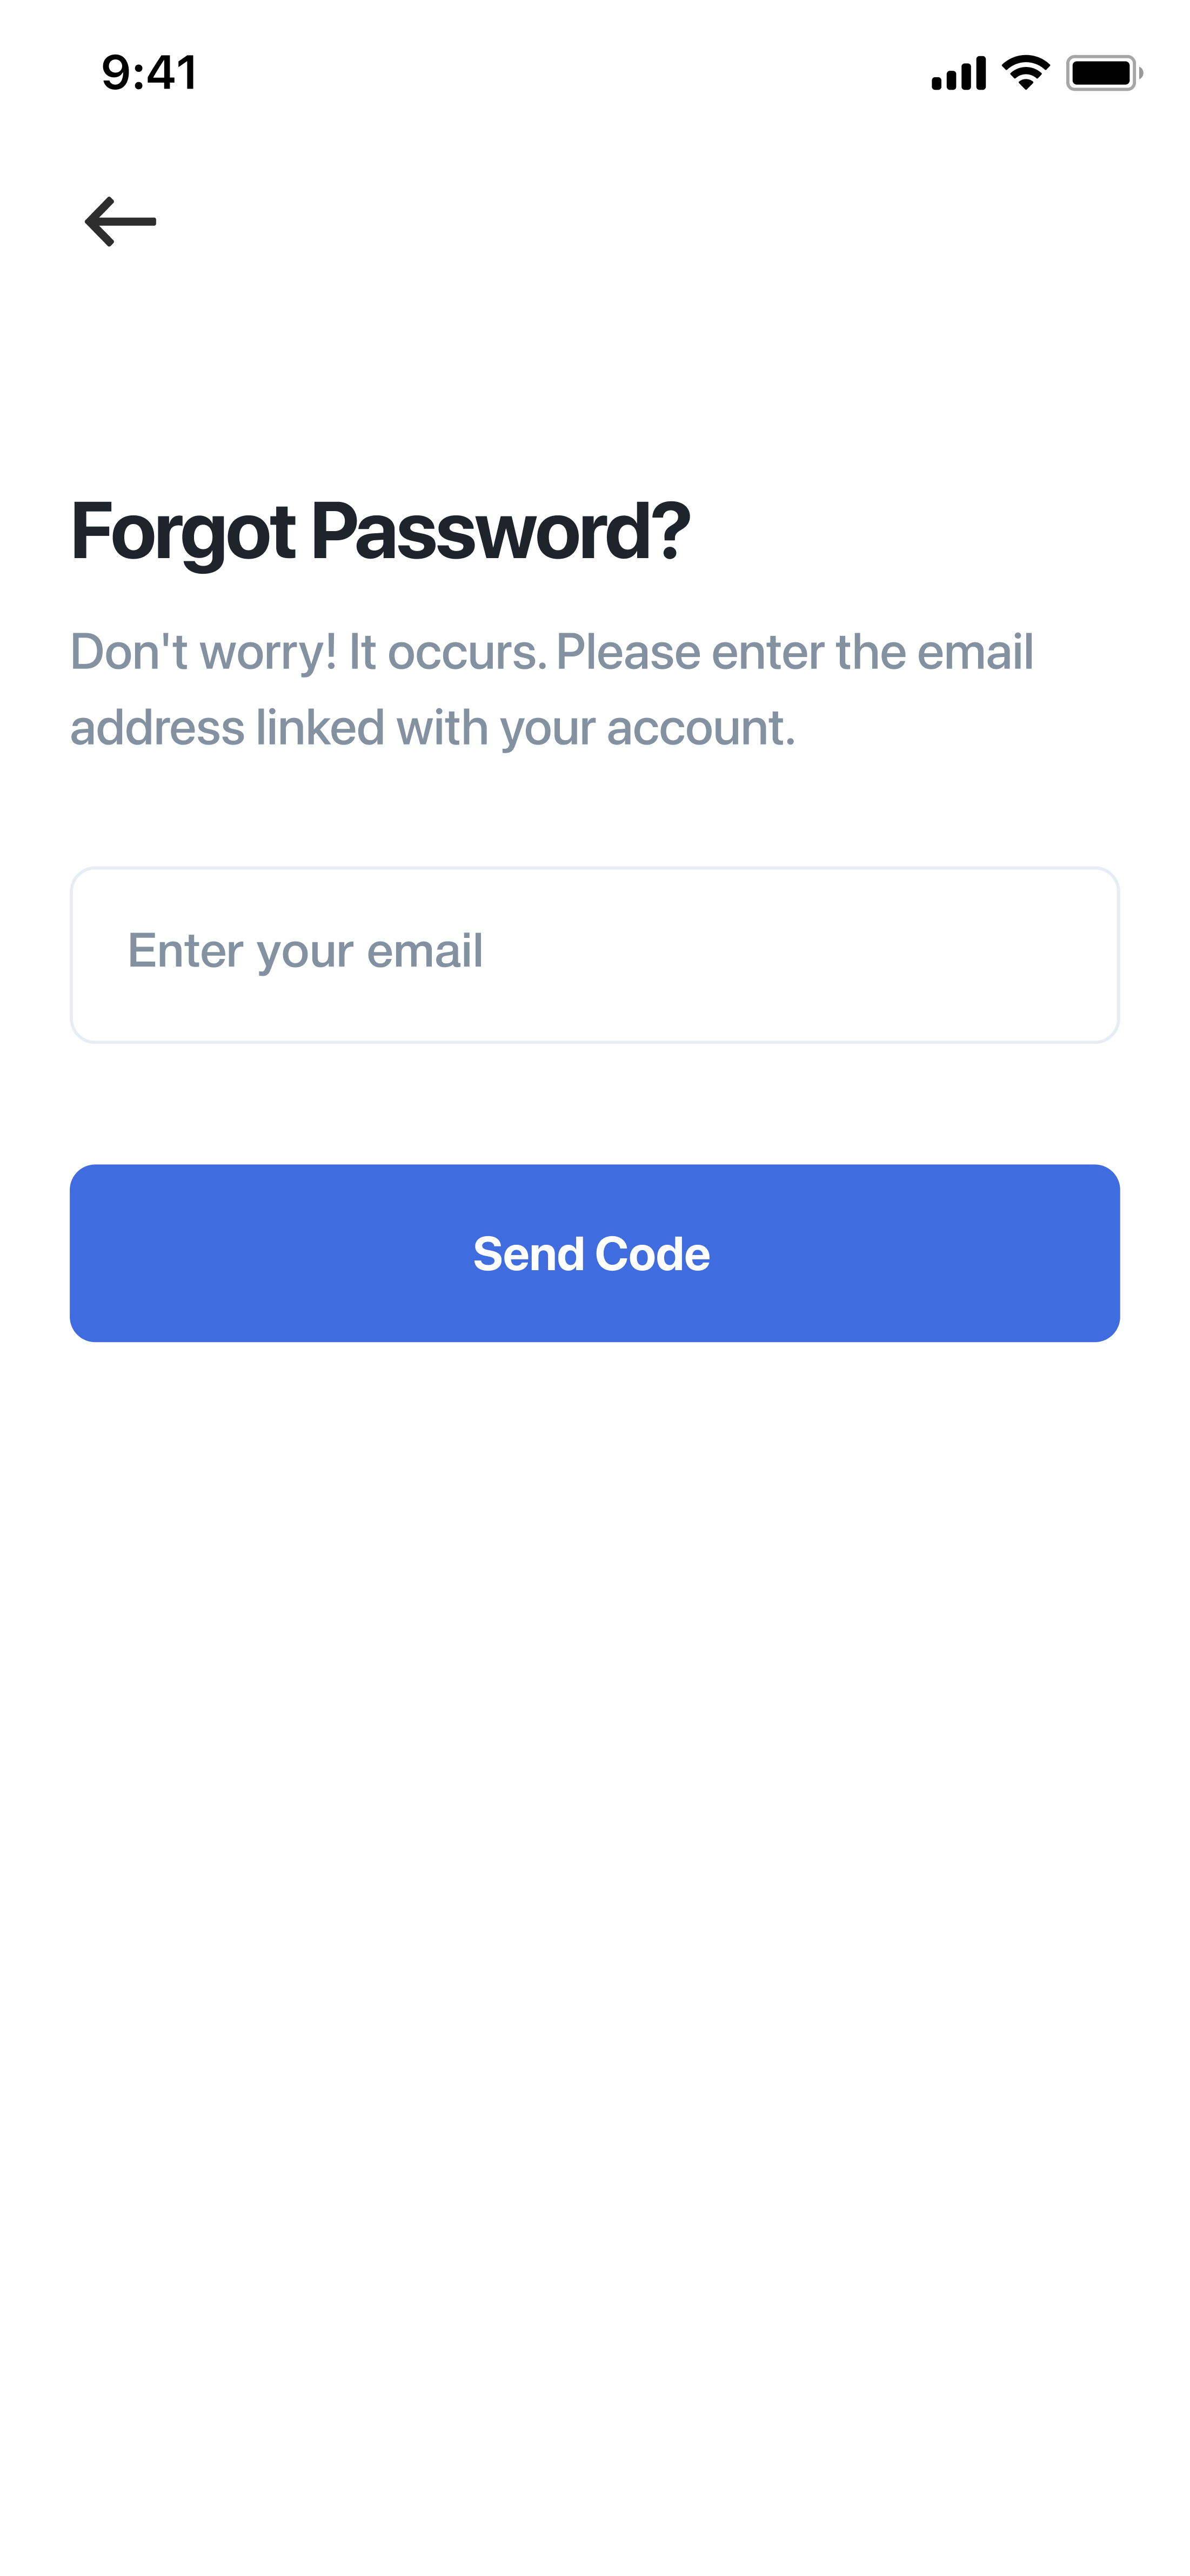 9:41
Forgot Password?
Don't worry! It occurs. Please enter the email
address linked with your account.
Enter your email
Send Code